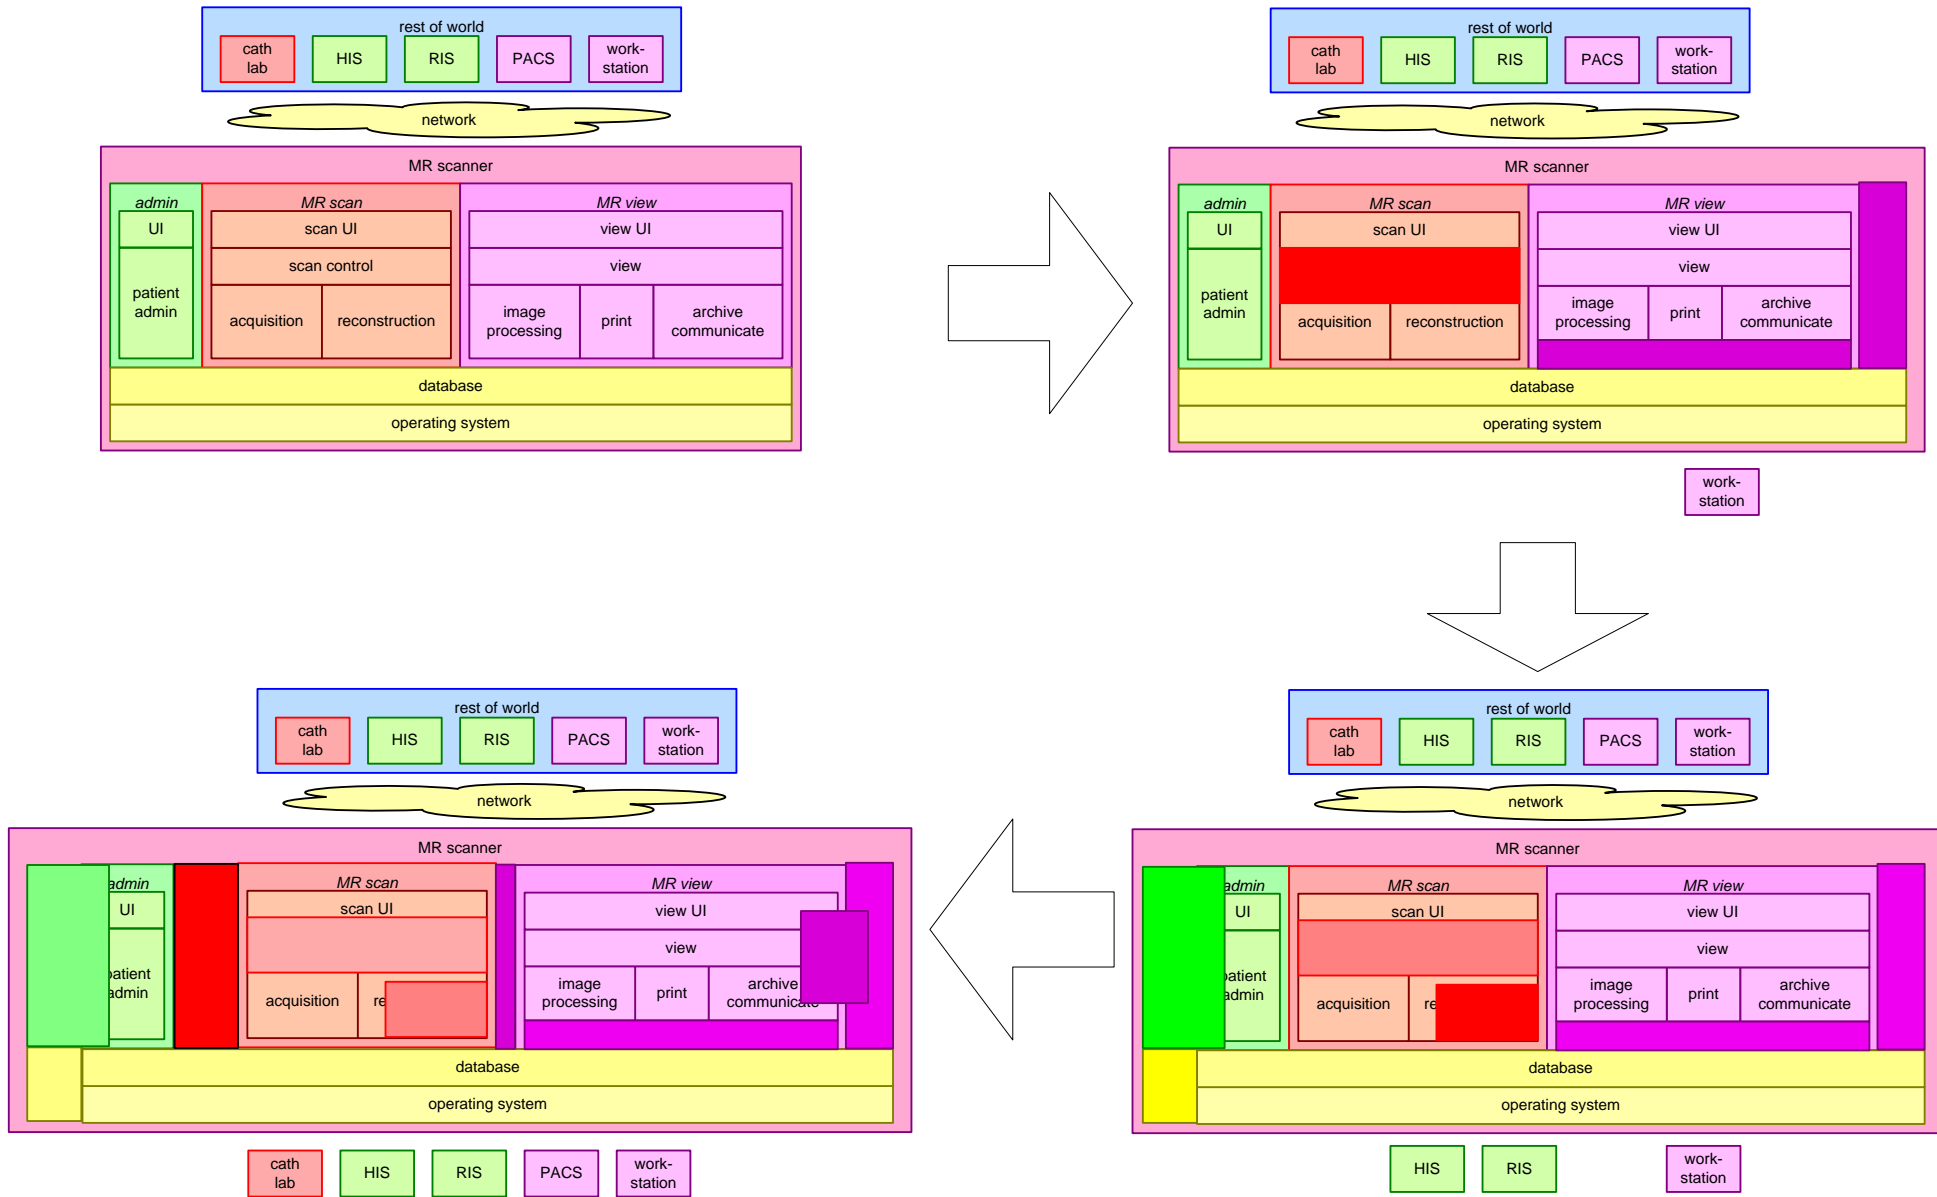 rest of world
cath
lab
HIS
RIS
PACS
work-
station
network
MR scanner
admin
MR scan
MR view
UI
scan UI
view UI
scan control
view
patient
admin
acquisition
reconstruction
image
processing
print
archive
communicate
database
operating system
rest of world
cath
lab
HIS
RIS
PACS
work-
station
network
MR scanner
admin
MR scan
MR view
UI
scan UI
view UI
view
patient
admin
acquisition
reconstruction
image
processing
print
archive
communicate
database
operating system
work-
station
rest of world
cath
lab
HIS
RIS
PACS
work-
station
network
MR scanner
admin
MR scan
MR view
UI
scan UI
view UI
view
patient
admin
acquisition
re
image
processing
print
archive
communicate
database
operating system
cath
lab
HIS
RIS
PACS
work-
station
rest of world
cath
lab
HIS
RIS
PACS
work-
station
network
MR scanner
admin
MR scan
MR view
UI
scan UI
view UI
view
patient
admin
acquisition
re
image
processing
print
archive
communicate
database
operating system
HIS
RIS
work-
station